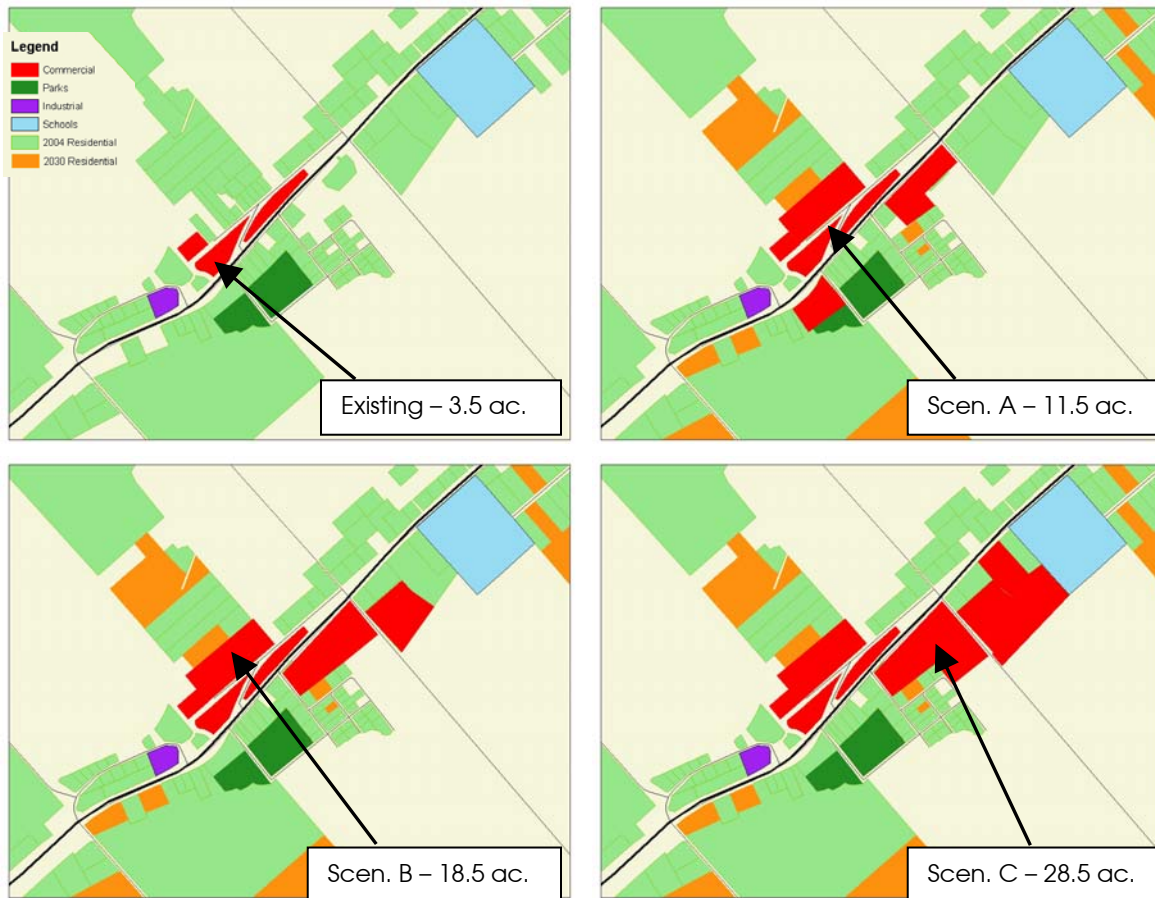 Legend
Commercial
Parks
Industrial
Schools
2004 Residential
2030 Residential
Existing – 3.5 ac.
Scen. A – 11.5 ac.
Scen. B – 18.5 ac.
Scen. C – 28.5 ac.